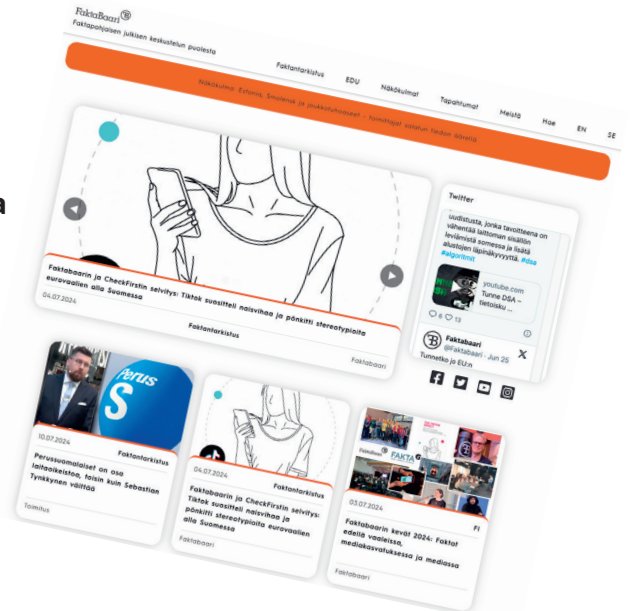 a
FaktaBaari
Faktapohjaisen julkisen keskustelun puolesta
Faktantarkistus EDU Näkökulmat Tapahtumat Meistä Hae EN SE
Näkökulma: Estonia, Smolensk ja joukkotuhoaseet – toimittajat
Faktabaarin ja CheckFirstin selvitys: Tiktok suositteli naisvihaa ja pönkitti stereotypioita
eurovaalien alla Suomessa
04.07.2024
Faktantarkistus
Faktabaari
Twitter
uudistusta, jonka tavoitteena on
vähentää laittoman sisällön
leviämistä somessa ja lisätä
alustojen läpinäkyvyyttä. #dsa
#algoritmit
youtube.com
Tunne DSA –
tietoisku ...
6 13
Faktabaari
@Faktabaari · Jun 25
Tunnetko jo EU:n
Perus
S
10.07.2024
Faktantarkistus
Perussuomalaiset on osa
laitaoikeistoa, toisin kuin Sebastian
Tynkkynen väittää
Toimitus
04.07.2024
Faktantarkistus
Faktabaarin ja CheckFirstin selvitys:
Tiktok suositteli naisvihaa ja
pönkitti stereotypioita eurovaalien
alla Suomessa
Faktabaari
FAKTA
03.07.2024
FI
Faktabaarin kevät 2024: Faktat
edellä vaaleissa,
mediakasvatuksessa ja mediassa
Faktabaari